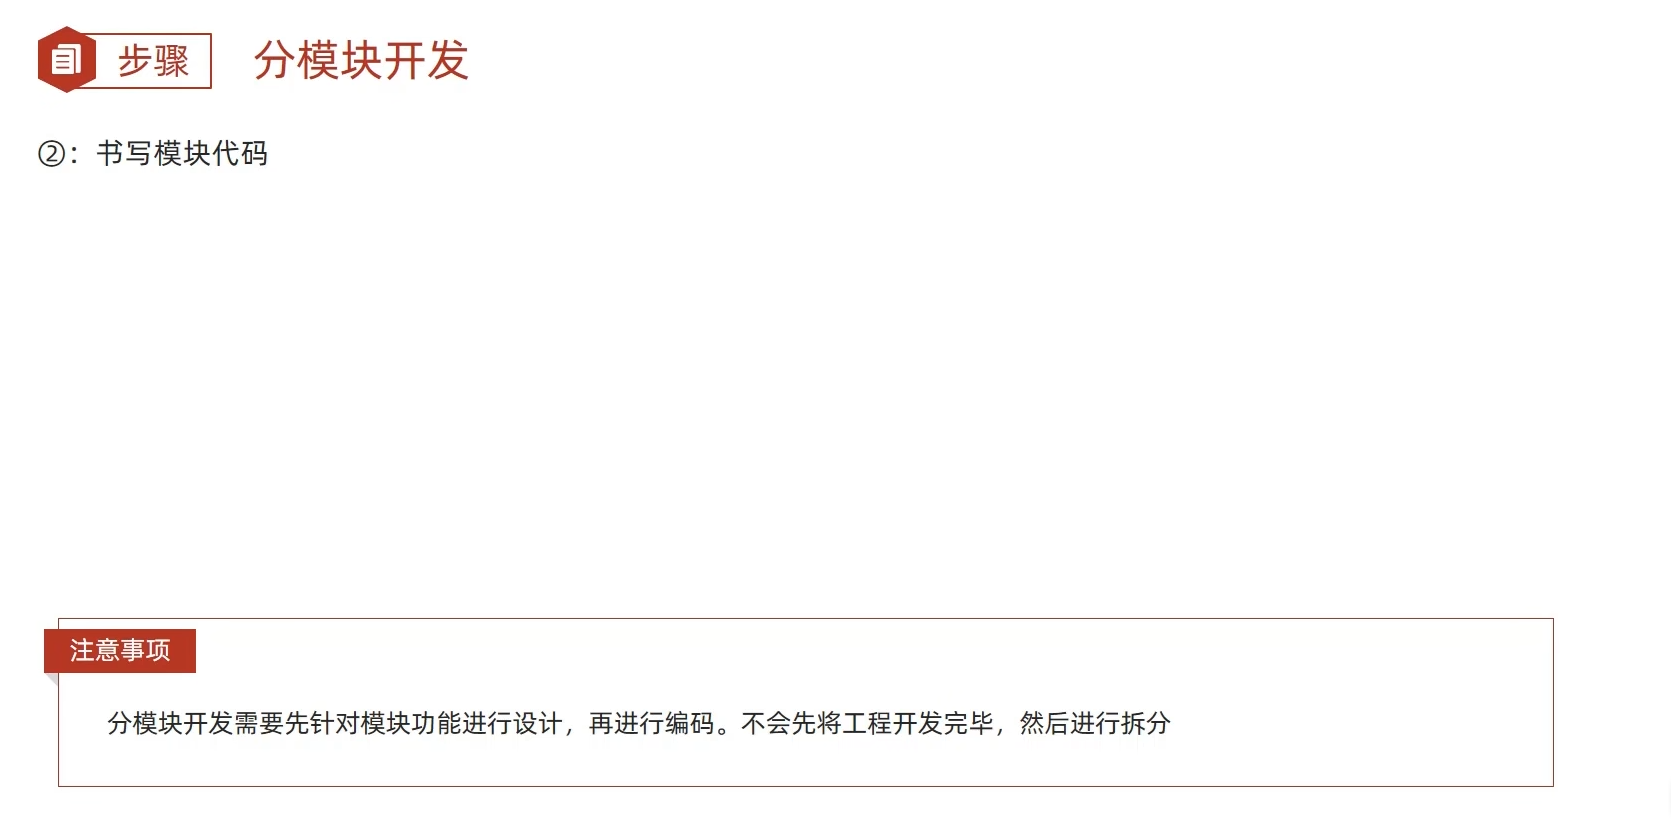 步骤 分模块开发
②：书写模块代码
注意事项
分模块开发需要先针对模块功能进行设计，再进行编码。不会先将工程开发完毕，然后进行拆分